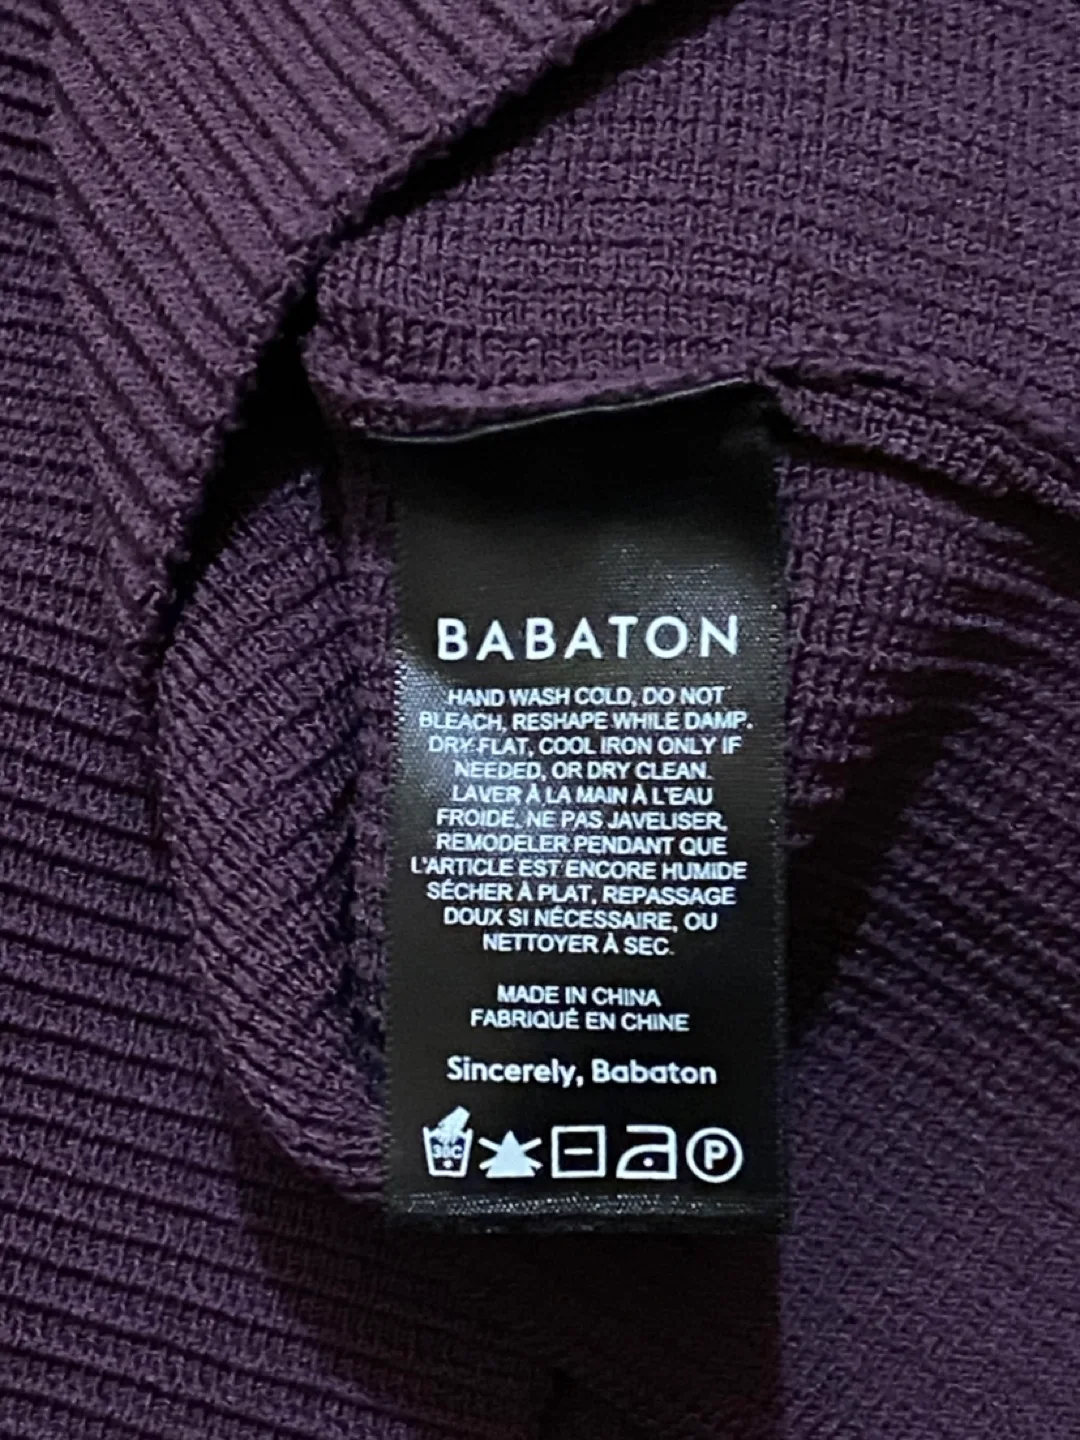 BABATON
HAND WASH COLD, DO NOT
BLEACH, RESHAPE WHILE DAMP.
DRY FLAT, COOL IRON ONLY IF
NEEDED, OR DRY CLEAN.
LAVER À LA MAIN À L'EAU
FROIDE, NE PAS JAVELISER,
REMODELER PENDANT QUE
L'ARTICLE EST ENCORE HUMIDE
SÉCHER À PLAT, REPASSAGE
DOUX SI NÉCESSAIRE, OU
NETTOYER À SEC.
MADE IN CHINA
FABRIQUÉ EN CHINE
Sincerely, Babaton
30C P